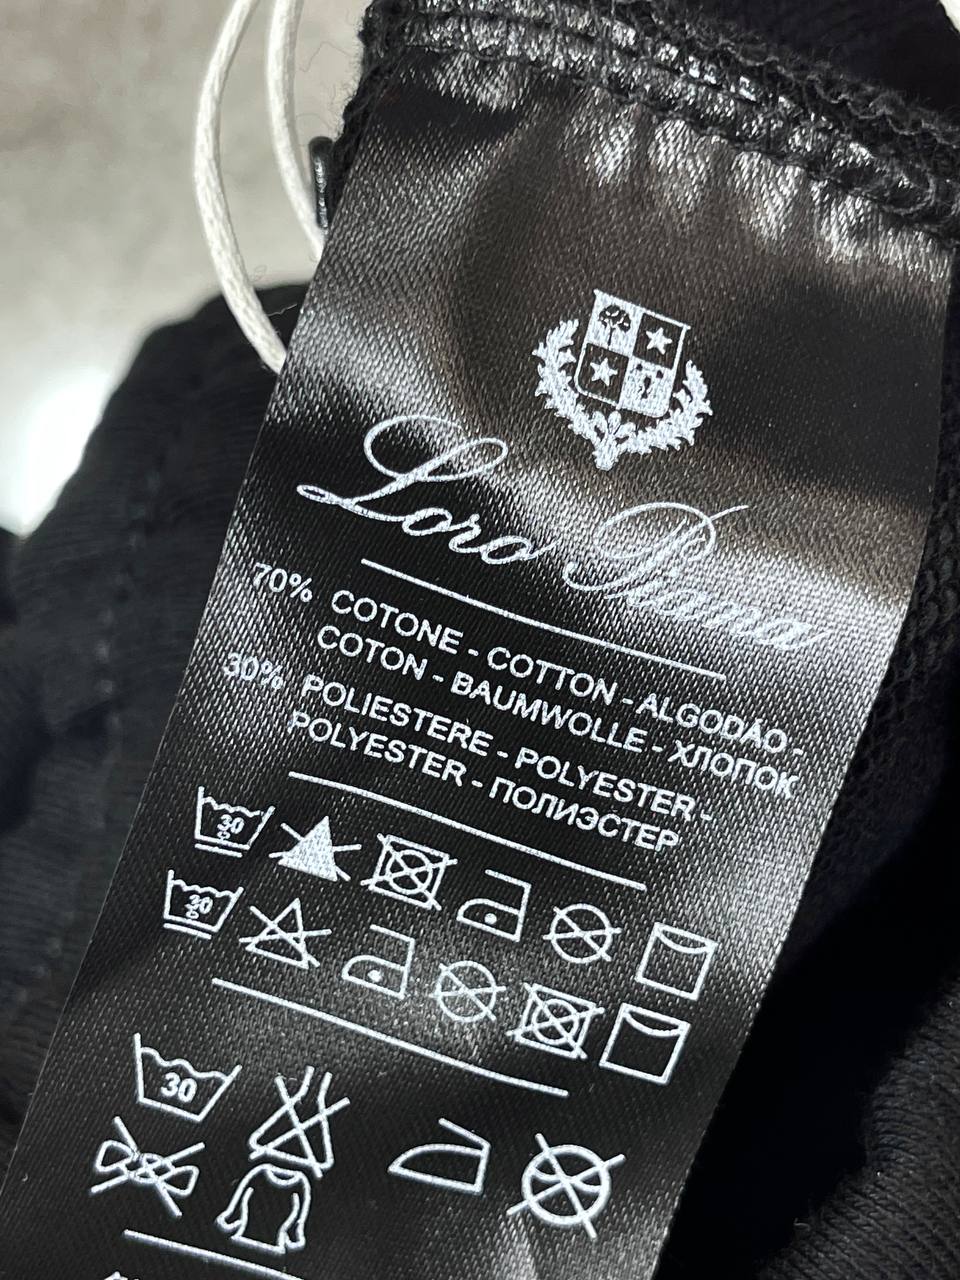 Loro Piana
70% COTONE - COTTON - ALGODÃO -
COTON - BAUMWOLLE - ХЛОПОК
30% POLIESTERE - POLYESTER -
POLYESTER - ПОЛИЭСТЕР
30
30
30